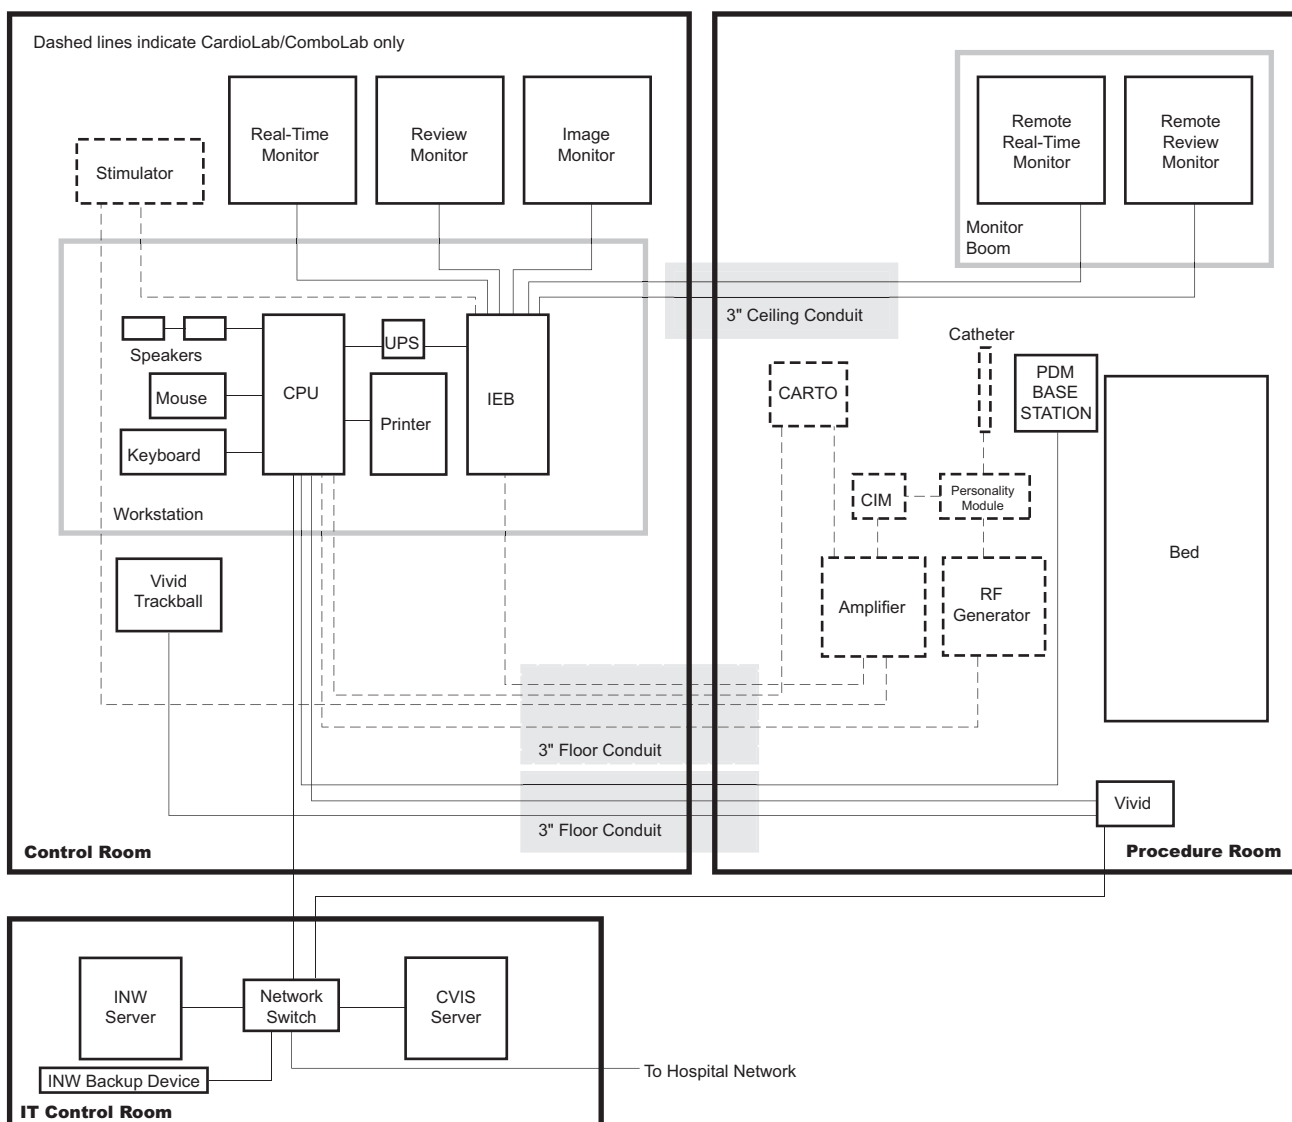 Dashed lines indicate CardioLab/ComboLab only
Stimulator
Real-Time
Monitor
Review
Monitor
Image
Monitor
Remote
Real-Time
Monitor
Remote
Review
Monitor
Monitor
Boom
3" Ceiling Conduit
Speakers
Mouse
Keyboard
CPU
UPS
Printer
IEB
Workstation
Vivid
Trackball
CARTO
Catheter
PDM
BASE
STATION
CIM
Personality
Module
Amplifier
RF
Generator
Bed
3" Floor Conduit
3" Floor Conduit
Vivid
Control Room
Procedure Room
INW
Server
Network
Switch
CVIS
Server
INW Backup Device
To Hospital Network
IT Control Room